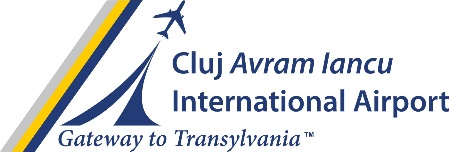 Cluj Avram Iancu
International Airport
Gateway to Transylvania™